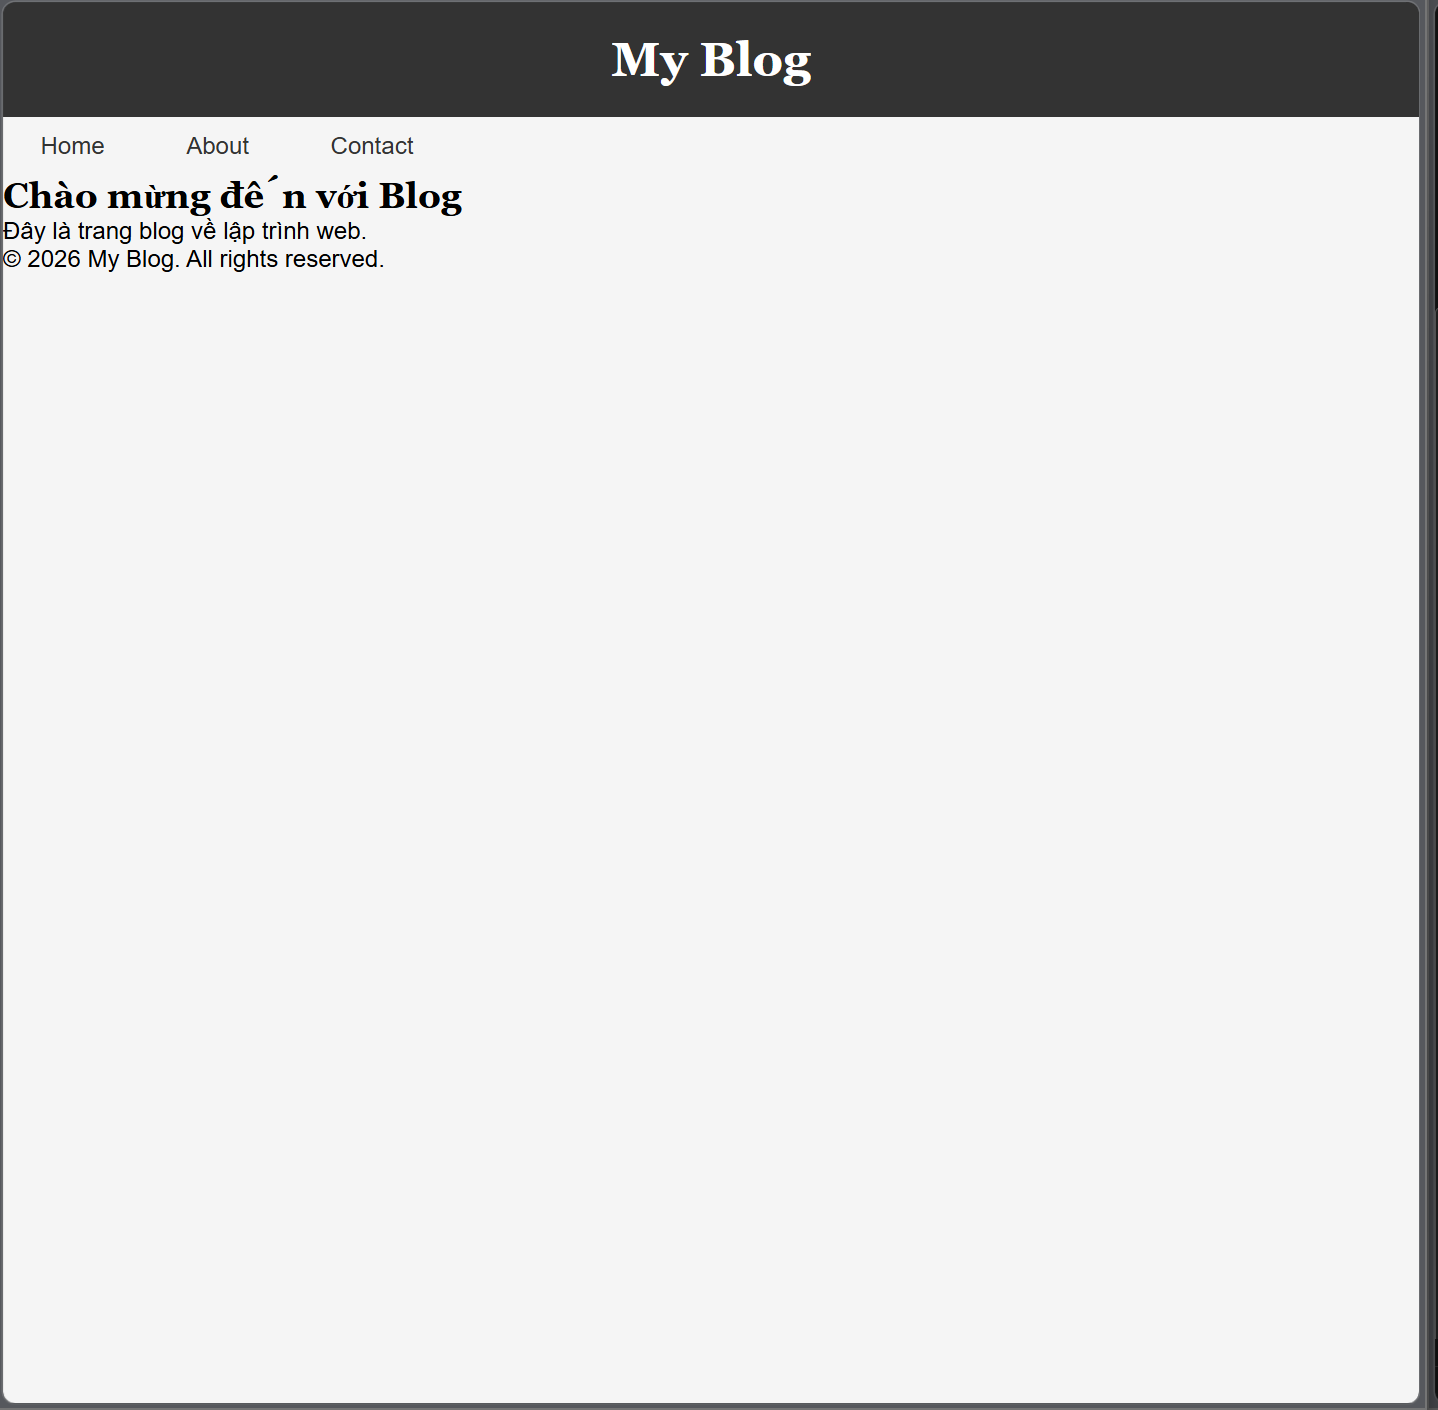 My Blog
Home About Contact
Chào mừng đến với Blog
Đây là trang blog về lập trình web.
© 2026 My Blog. All rights reserved.